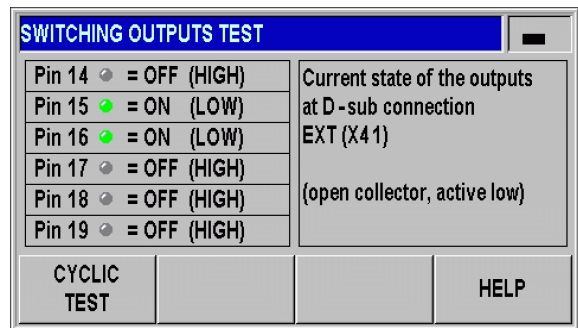 SWITCHING OUTPUTS TEST
Pin 14 = OFF (HIGH)
Pin 15 = ON (LOW)
Pin 16 = ON (LOW)
Pin 17 = OFF (HIGH)
Pin 18 = OFF (HIGH)
Pin 19 = OFF (HIGH)
Current state of the outputs
at D-sub connection
EXT (X41)
(open collector, active low)
CYCLIC
TEST
HELP